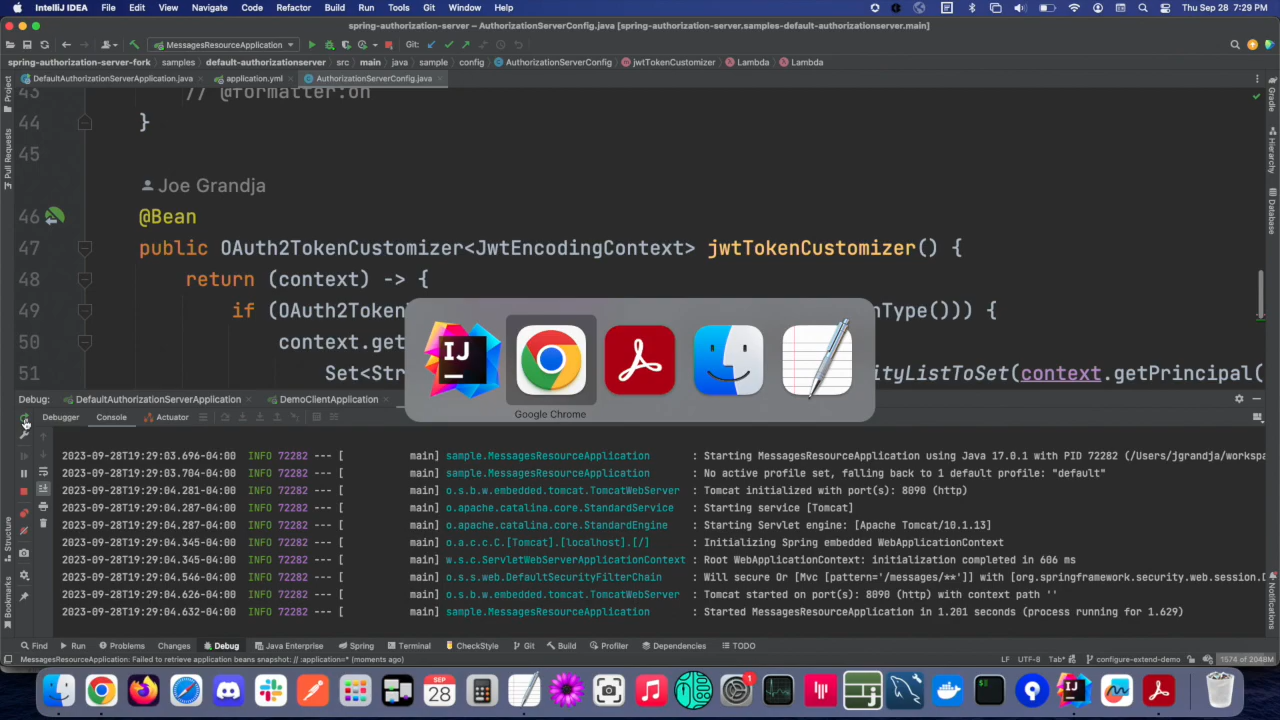 IntelliJ IDEA File Edit View Navigate Code Refactor Build Run Tools Git Window Help Thu Sep 28 7:29 PM
spring-authorization-server – AuthorizationServerConfig.java [spring-authorization-server.samples-default-authorizationserver.main]
MessagesResourceApplication Git:
spring-authorization-server-fork samples default-authorizationserver src main java sample config AuthorizationServerConfig jwtTokenCustomizer Lambda Lambda
DefaultAuthorizationServerApplication.java application.yml AuthorizationServerConfig.java
Project
Pull Requests
Gradle
Hierarchy
Database
43 // @formatter:on
44 }
45
Joe Grandja
46 @Bean
47 public OAuth2TokenCustomizer<JwtEncodingContext> jwtTokenCustomizer() {
48 return (context) -> {
49 if (OAuth2Token nType())) {
50 context.get
51 Set<Str ityListToSet(context.getPrincipal(
IJ
Google Chrome
Debug: DefaultAuthorizationServerApplication DemoClientApplication
Debugger Console Actuator
2023-09-28T19:29:03.696-04:00 INFO 72282 --- [ main] sample.MessagesResourceApplication : Starting MessagesResourceApplication using Java 17.0.1 with PID 72282 (/Users/jgrandja/workspa
2023-09-28T19:29:03.704-04:00 INFO 72282 --- [ main] sample.MessagesResourceApplication : No active profile set, falling back to 1 default profile: "default"
2023-09-28T19:29:04.281-04:00 INFO 72282 --- [ main] o.s.b.w.embedded.tomcat.TomcatWebServer : Tomcat initialized with port(s): 8090 (http)
2023-09-28T19:29:04.287-04:00 INFO 72282 --- [ main] o.apache.catalina.core.StandardService : Starting service [Tomcat]
2023-09-28T19:29:04.287-04:00 INFO 72282 --- [ main] o.apache.catalina.core.StandardEngine : Starting Servlet engine: [Apache Tomcat/10.1.13]
2023-09-28T19:29:04.345-04:00 INFO 72282 --- [ main] o.a.c.c.C.[Tomcat].[localhost].[/] : Initializing Spring embedded WebApplicationContext
2023-09-28T19:29:04.345-04:00 INFO 72282 --- [ main] w.s.c.ServletWebServerApplicationContext : Root WebApplicationContext: initialization completed in 606 ms
2023-09-28T19:29:04.546-04:00 INFO 72282 --- [ main] o.s.s.web.DefaultSecurityFilterChain : Will secure Or [Mvc [pattern='/messages/**']] with [org.springframework.security.web.session.D
2023-09-28T19:29:04.626-04:00 INFO 72282 --- [ main] o.s.b.w.embedded.tomcat.TomcatWebServer : Tomcat started on port(s): 8090 (http) with context path ''
2023-09-28T19:29:04.632-04:00 INFO 72282 --- [ main] sample.MessagesResourceApplication : Started MessagesResourceApplication in 1.201 seconds (process running for 1.629)
Structure
Bookmarks
Notifications
Find Run Problems Changes Debug Java Enterprise Spring Terminal CheckStyle Git Build Profiler Dependencies TODO
MessagesResourceApplication: Failed to retrieve application beans snapshot: // :application=* (moments ago) LF UTF-8 Tab* configure-extend-demo 1574 of 2048M
SEP
28
1
IJ